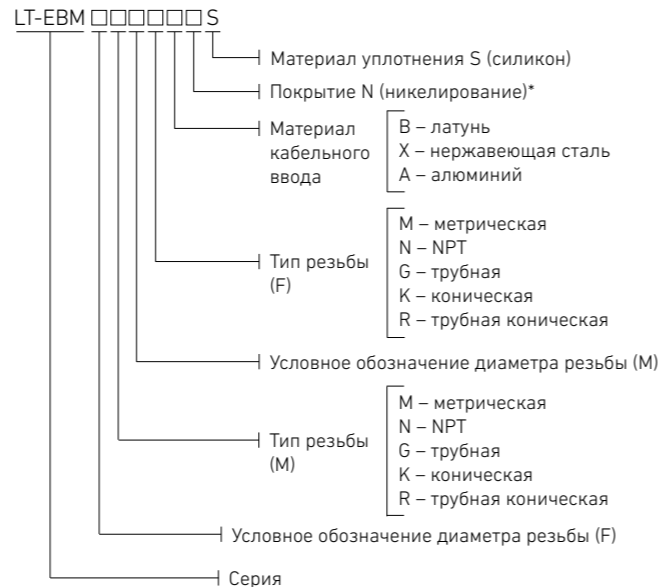 LT-EBM □□□□□□ S
Материал уплотнения S (силикон)
Покрытие N (никелирование)*
Материал
кабельного
ввода
B – латунь
X – нержавеющая сталь
A – алюминий
Тип резьбы
(F)
M – метрическая
N – NPT
G – трубная
K – коническая
R – трубная коническая
Условное обозначение диаметра резьбы (M)
Тип резьбы
(M)
M – метрическая
N – NPT
G – трубная
K – коническая
R – трубная коническая
Условное обозначение диаметра резьбы (F)
Серия